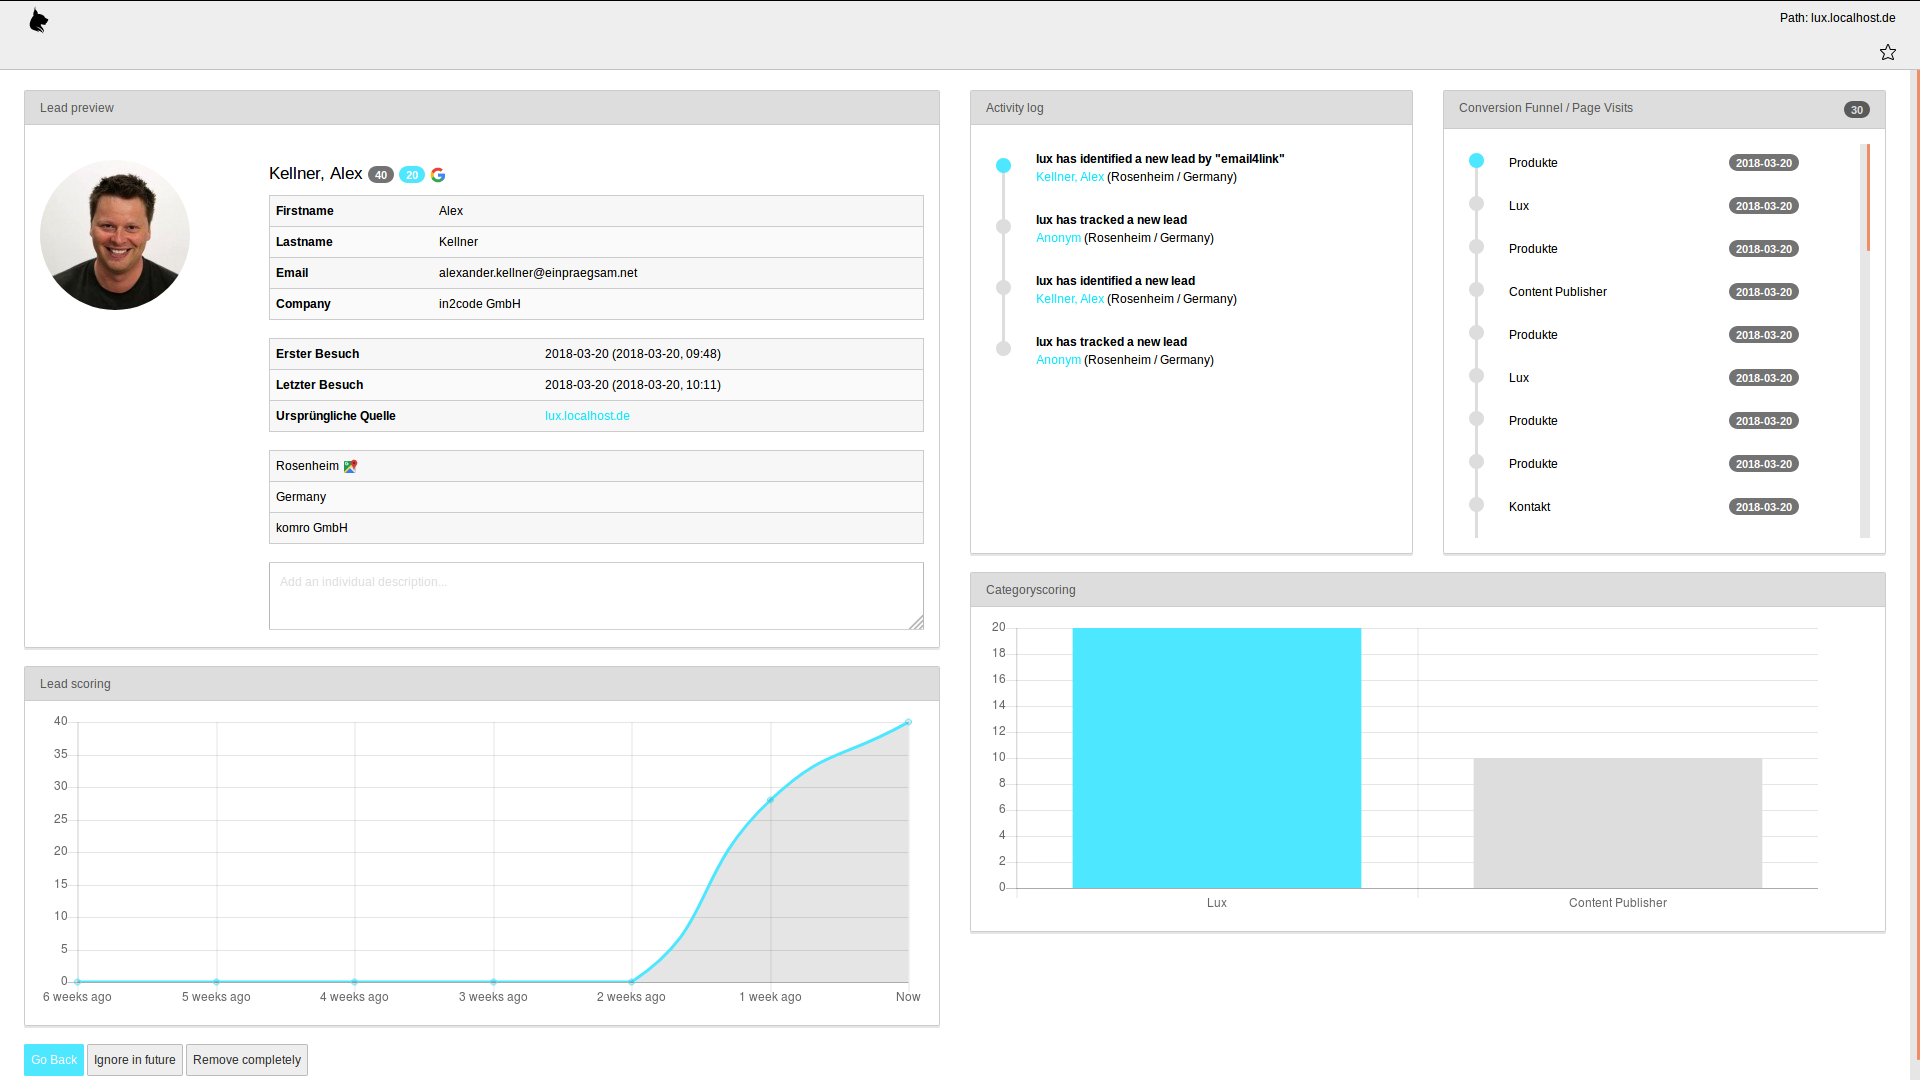 Path: lux.localhost.de
Lead preview
Kellner, Alex 40 20
Firstname Alex
Lastname Kellner
Email alexander.kellner@einpraegsam.net
Company in2code GmbH
Erster Besuch 2018-03-20 (2018-03-20, 09:48)
Letzter Besuch 2018-03-20 (2018-03-20, 10:11)
Ursprüngliche Quelle lux.localhost.de
Rosenheim
Germany
komro GmbH
Add an individual description...
Lead scoring
40
35
30
25
20
15
10
5
0
6 weeks ago 5 weeks ago 4 weeks ago 3 weeks ago 2 weeks ago 1 week ago Now
Go Back Ignore in future Remove completely
Activity log
lux has identified a new lead by "email4link"
Kellner, Alex (Rosenheim / Germany)
lux has tracked a new lead
Anonym (Rosenheim / Germany)
lux has identified a new lead
Kellner, Alex (Rosenheim / Germany)
lux has tracked a new lead
Anonym (Rosenheim / Germany)
Conversion Funnel / Page Visits 30
Produkte 2018-03-20
Lux 2018-03-20
Produkte 2018-03-20
Content Publisher 2018-03-20
Produkte 2018-03-20
Lux 2018-03-20
Produkte 2018-03-20
Produkte 2018-03-20
Kontakt 2018-03-20
Categoryscoring
20
18
16
14
12
10
8
6
4
2
0
Lux Content Publisher